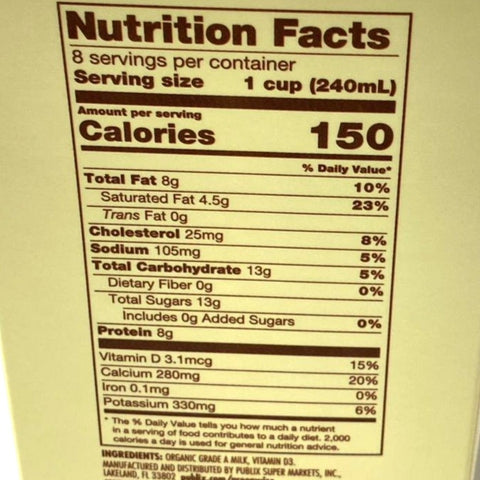 Nutrition Facts
8 servings per container
Serving size 1 cup (240mL)
Amount per serving
Calories 150
% Daily Value*
Total Fat 8g 10%
Saturated Fat 4.5g 23%
Trans Fat 0g
Cholesterol 25mg 8%
Sodium 105mg 5%
Total Carbohydrate 13g 5%
Dietary Fiber 0g 0%
Total Sugars 13g
Includes 0g Added Sugars 0%
Protein 8g
Vitamin D 3.1mcg 15%
Calcium 280mg 20%
Iron 0.1mg 0%
Potassium 330mg 6%
* The % Daily Value tells you how much a nutrient
in a serving of food contributes to a daily diet. 2,000
calories a day is used for general nutrition advice.
INGREDIENTS: ORGANIC GRADE A MILK, VITAMIN D3.
MANUFACTURED AND DISTRIBUTED BY PUBLIX SUPER MARKETS, INC.,
LAKELAND, FL 33802